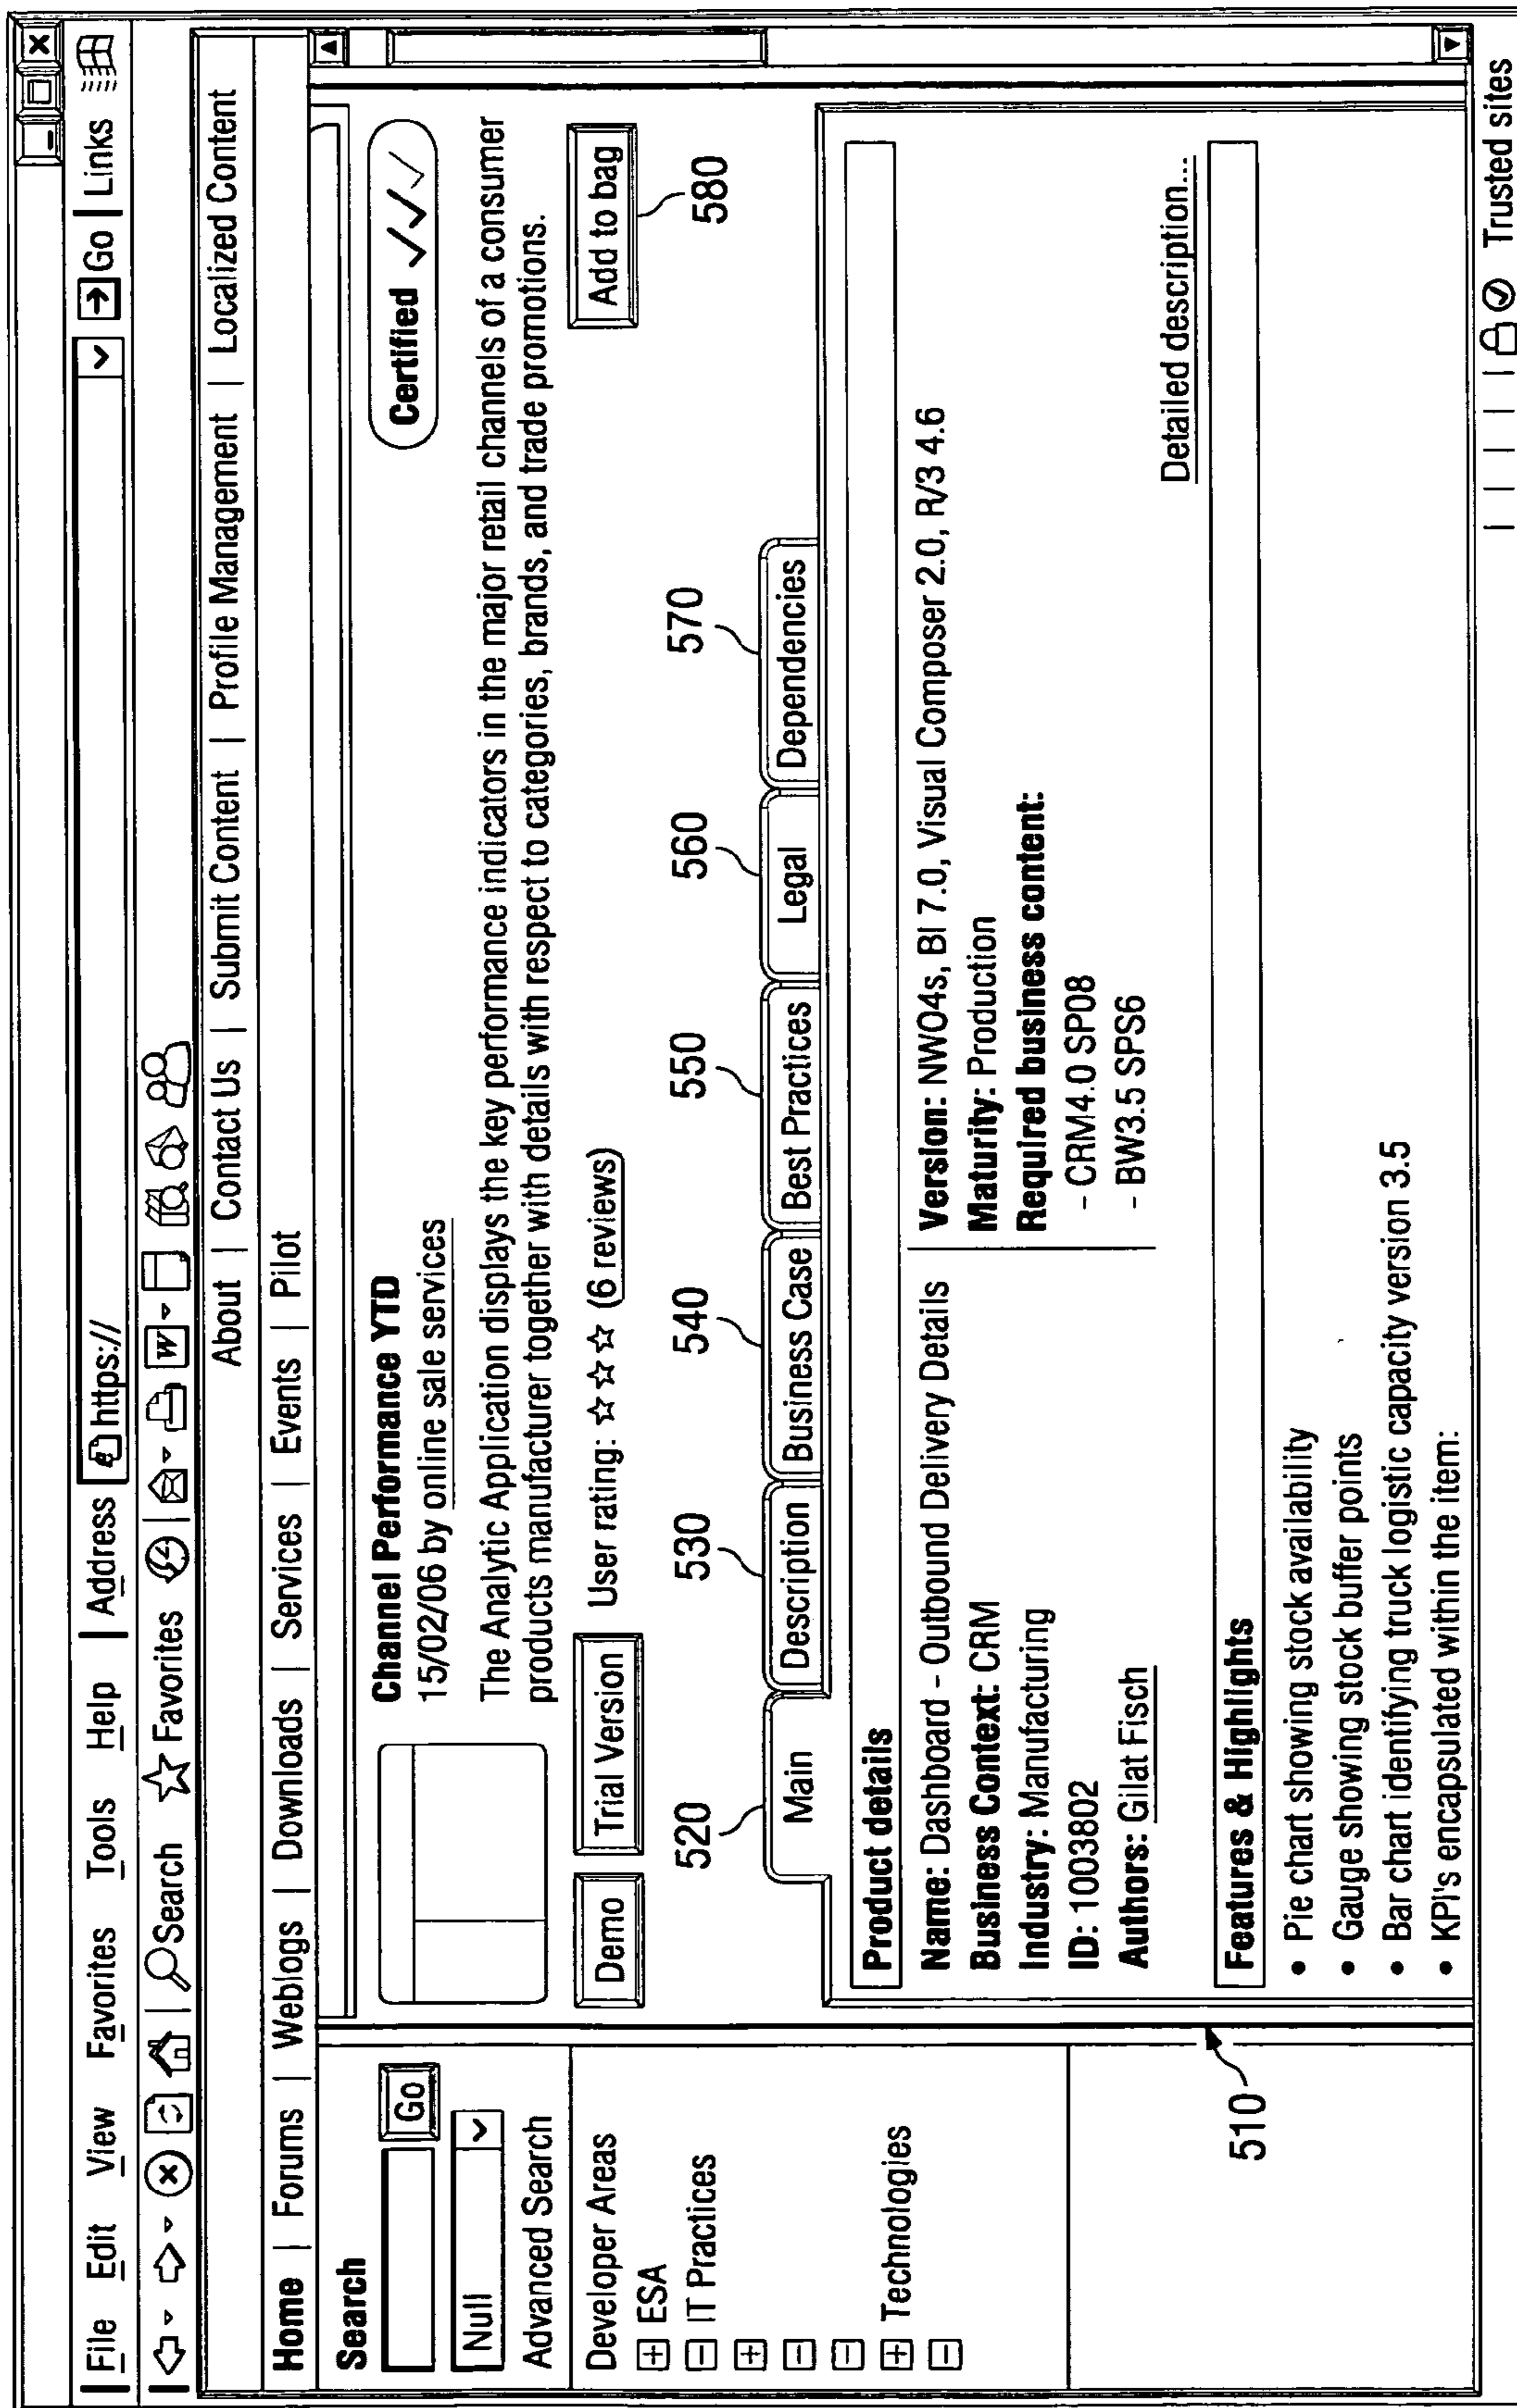 File Edit View Favorites Tools Help Address https:// Go Links
Search Favorites W
About | Contact Us | Submit Content | Profile Management | Localized Content
Home | Forums | Weblogs | Downloads | Services | Events | Pilot
Search
Go
Null
Advanced Search
Developer Areas
ESA
IT Practices
Technologies
510
Channel Performance YTD
Certified
15/02/06 by online sale services
The Analytic Application displays the key performance indicators in the major retail channels of a consumer
products manufacturer together with details with respect to categories, brands, and trade promotions.
Demo Trial Version User rating: ☆☆☆ (6 reviews) Add to bag
580
520 530 540 550 560 570
Main Description Business Case Best Practices Legal Dependencies
Product details
Name: Dashboard - Outbound Delivery Details
Business Context: CRM
Industry: Manufacturing
ID: 1003802
Authors: Gilat Fisch
Version: NW04s, BI 7.0, Visual Composer 2.0, R/3 4.6
Maturity: Production
Required business content:
- CRM4.0 SP08
- BW3.5 SPS6
Detailed description...
Features & Highlights
• Pie chart showing stock availability
• Gauge showing stock buffer points
• Bar chart identifying truck logistic capacity version 3.5
• KPI's encapsulated within the item:
Trusted sites